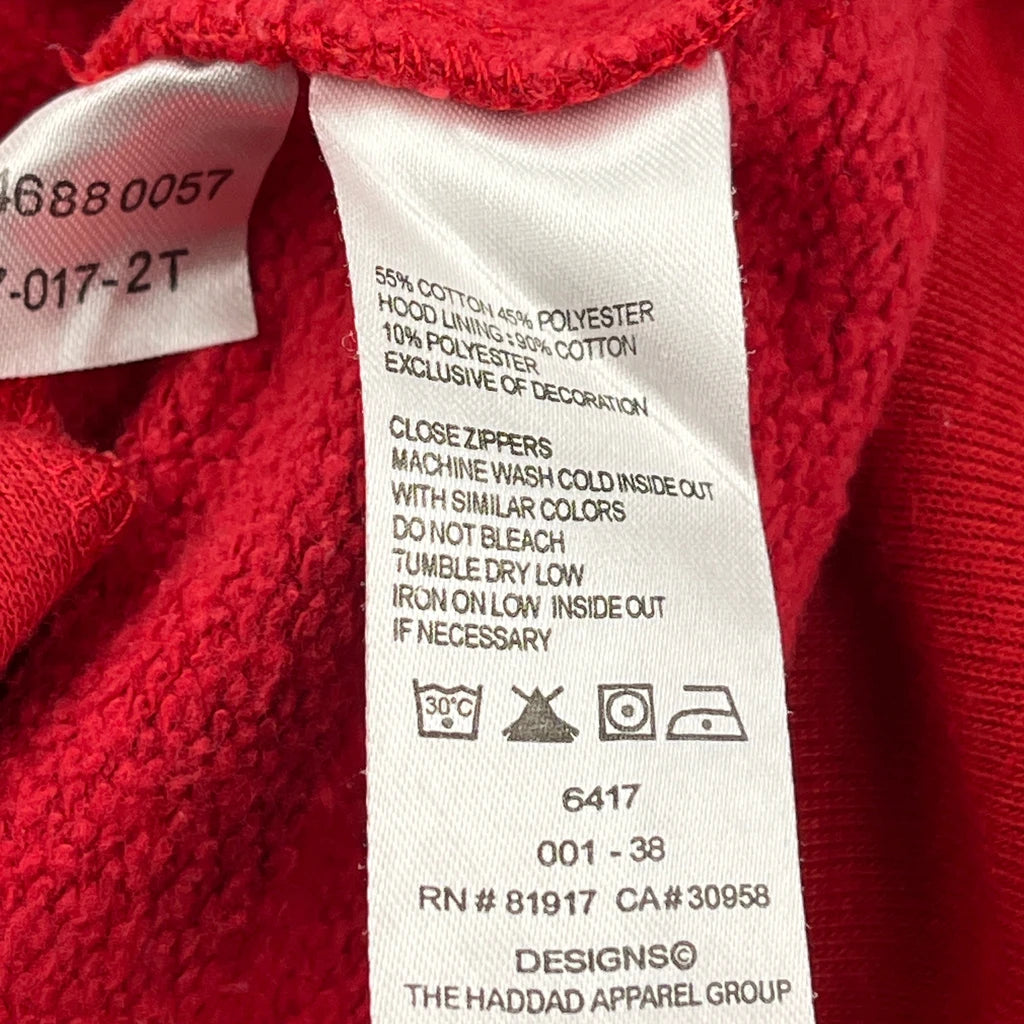 46880057
7-017-2T
55% COTTON 45% POLYESTER
HOOD LINING : 90% COTTON
10% POLYESTER
EXCLUSIVE OF DECORATION
CLOSE ZIPPERS
MACHINE WASH COLD INSIDE OUT
WITH SIMILAR COLORS
DO NOT BLEACH
TUMBLE DRY LOW
IRON ON LOW INSIDE OUT
IF NECESSARY
30°C
6417
001 - 38
RN # 81917 CA# 30958
DESIGNS©
THE HADDAD APPAREL GROUP